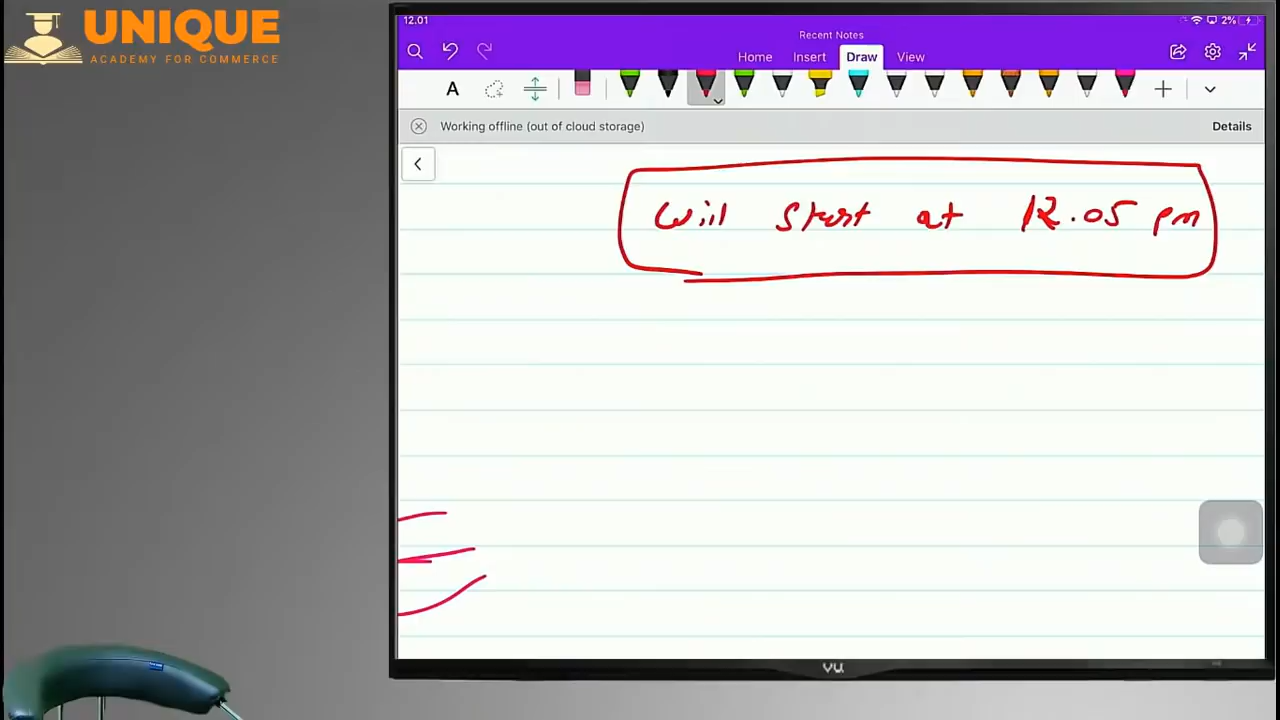 UNIQUE
ACADEMY FOR COMMERCE
12.01
2%
Recent Notes
Home Insert Draw View
A
Working offline (out of cloud storage)
Details
Will Start at 12.05 pm
vu